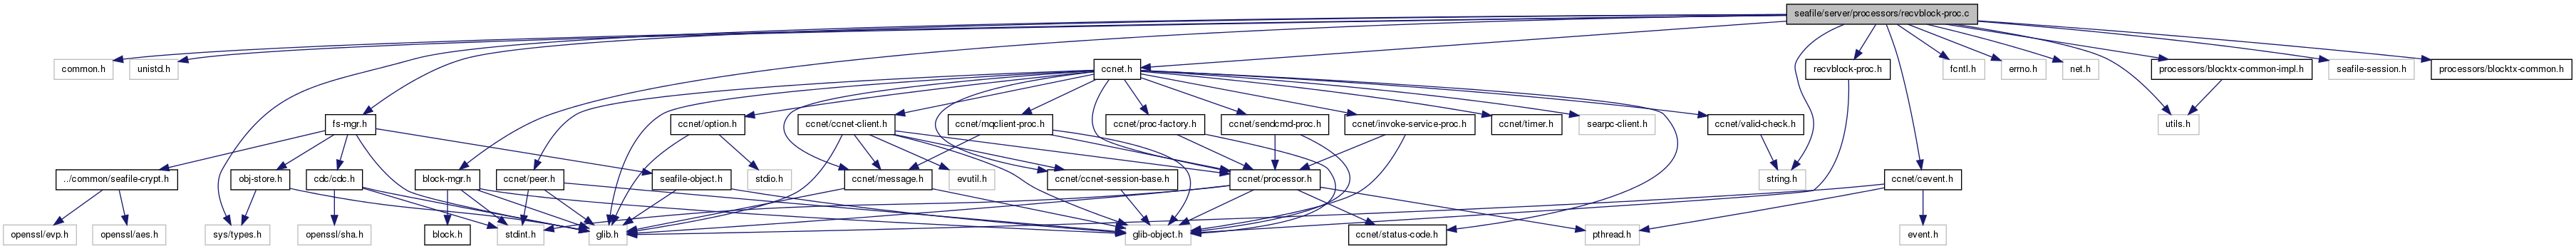 seafile/server/processors/recvblock-proc.c
common.h
unistd.h
ccnet.h
recvblock-proc.h
fcntl.h
errno.h
net.h
processors/blocktx-common-impl.h
seafile-session.h
processors/blocktx-common.h
fs-mgr.h
ccnet/option.h
ccnet/ccnet-client.h
ccnet/mqclient-proc.h
ccnet/proc-factory.h
ccnet/sendcmd-proc.h
ccnet/invoke-service-proc.h
ccnet/timer.h
searpc-client.h
ccnet/valid-check.h
utils.h
../common/seafile-crypt.h
obj-store.h
cdc/cdc.h
block-mgr.h
ccnet/peer.h
seafile-object.h
stdio.h
ccnet/message.h
evutil.h
ccnet/ccnet-session-base.h
ccnet/processor.h
string.h
ccnet/cevent.h
openssl/evp.h
openssl/aes.h
sys/types.h
openssl/sha.h
block.h
stdint.h
glib.h
glib-object.h
ccnet/status-code.h
pthread.h
event.h